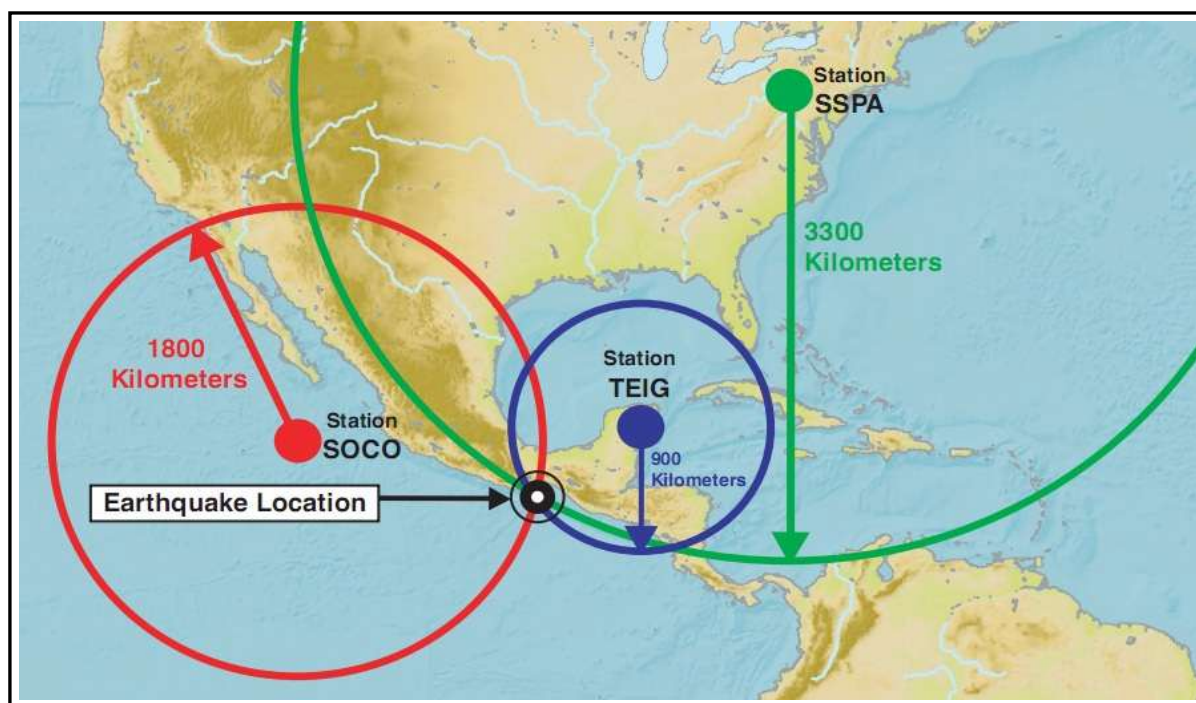 Station
SSPA
3300
Kilometers
1800
Kilometers
Station
TEIG
Station
SOCO
900
Kilometers
Earthquake Location